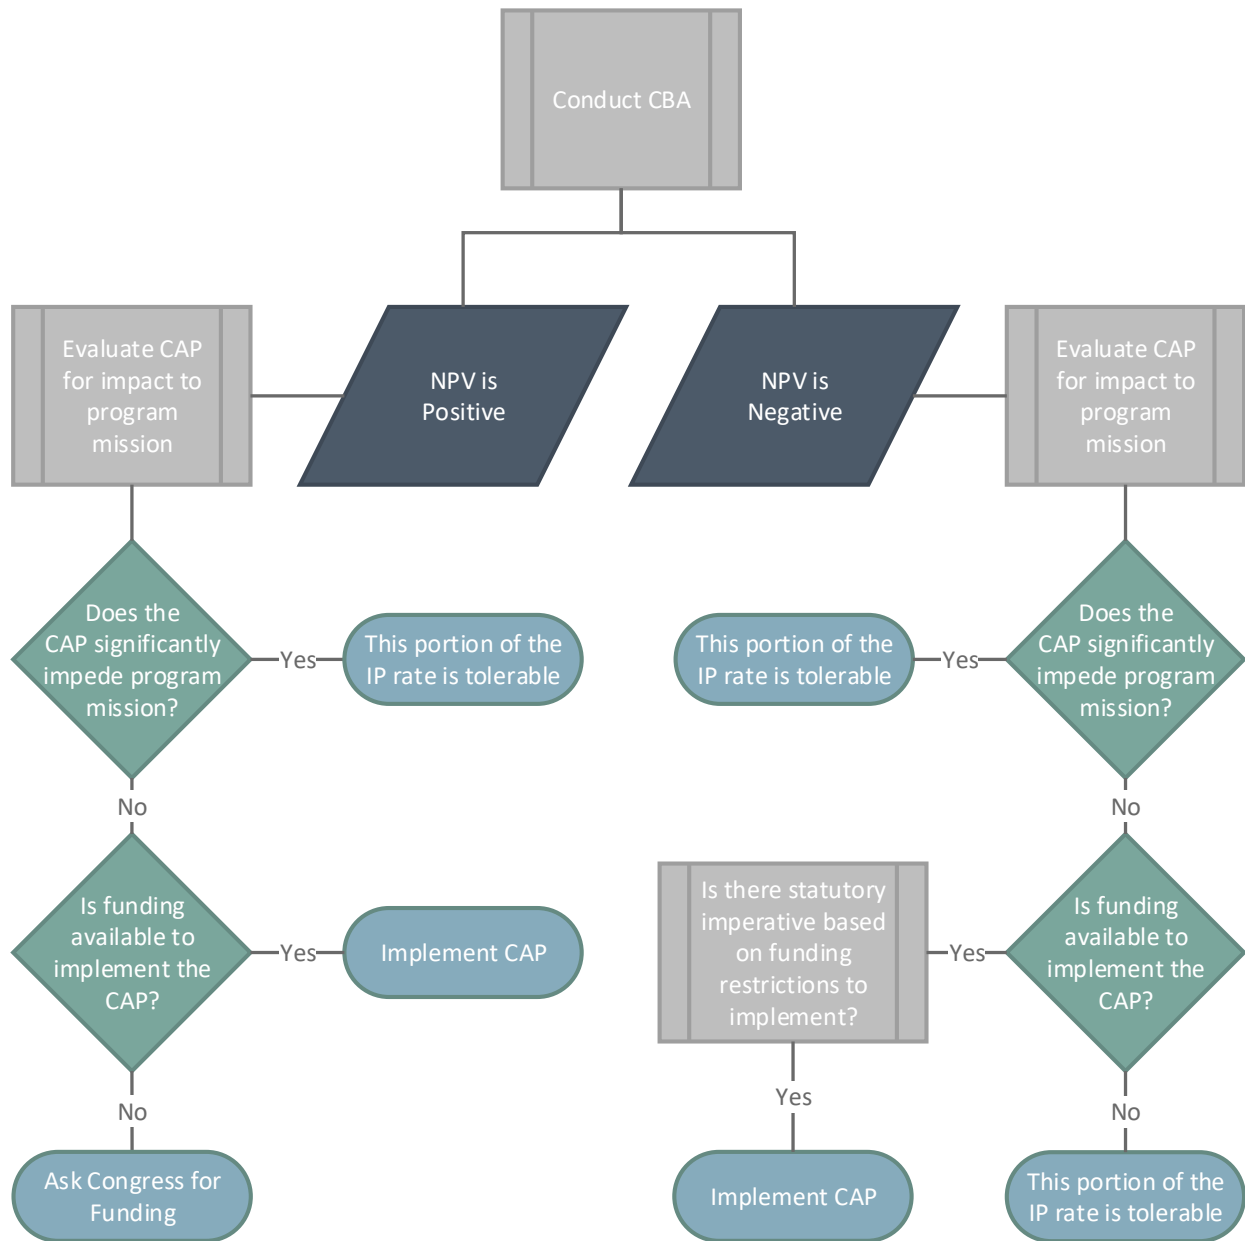 Conduct CBA
Evaluate CAP
for impact to
program
mission
NPV is
Positive
NPV is
Negative
Evaluate CAP
for impact to
program
mission
Does the
CAP significantly
impede program
mission?
Yes
This portion of the
IP rate is tolerable
This portion of the
IP rate is tolerable
Yes
Does the
CAP significantly
impede program
mission?
No
No
Is funding
available to
implement the
CAP?
Yes
Implement CAP
Is there statutory
imperative based
on funding
restrictions to
implement?
Yes
Is funding
available to
implement the
CAP?
No
Yes
No
Ask Congress for
Funding
Implement CAP
This portion of the
IP rate is tolerable